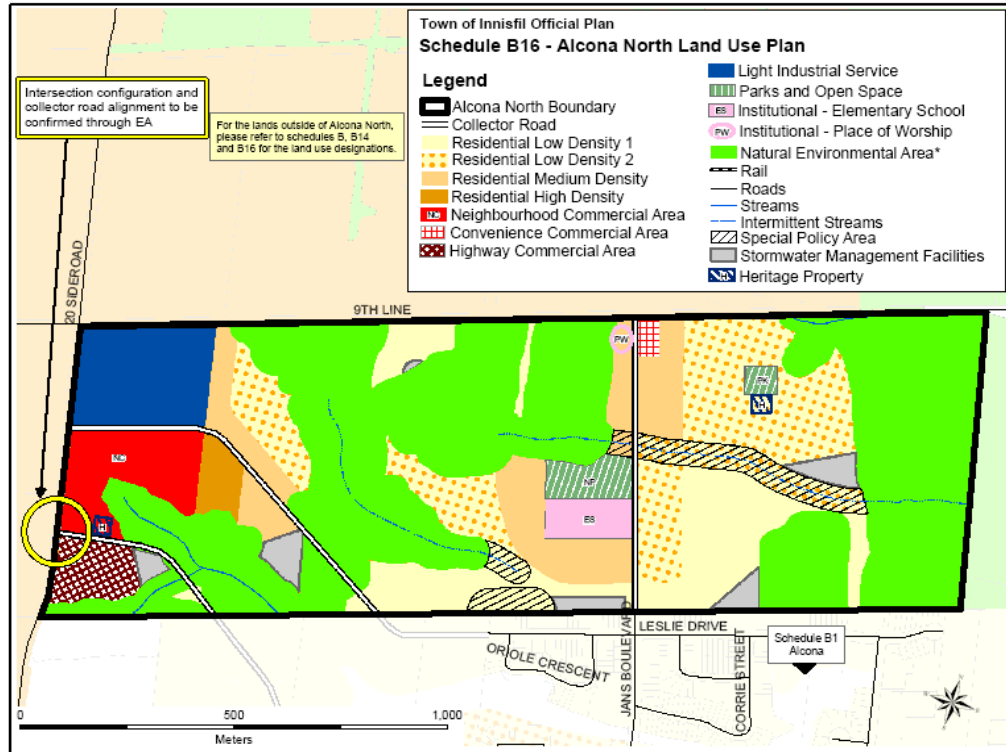 Town of Innisfil Official Plan
Schedule B16 - Alcona North Land Use Plan
Legend
Alcona North Boundary
Collector Road
Residential Low Density 1
Residential Low Density 2
Residential Medium Density
Residential High Density
NC Neighbourhood Commercial Area
Convenience Commercial Area
Highway Commercial Area
Light Industrial Service
Parks and Open Space
ES Institutional - Elementary School
PW Institutional - Place of Worship
Natural Environmental Area*
Rail
Roads
Streams
Intermittent Streams
Special Policy Area
Stormwater Management Facilities
H Heritage Property
Intersection configuration and
collector road alignment to be
confirmed through EA
For the lands outside of Alcona North,
please refer to schedules B, B14
and B16 for the land use designations.
20 SIDEROAD
9TH LINE
PW
PK
H
NC
NP
ES
H
JANS BOULEVARD
LESLIE DRIVE
ORIOLE CRESCENT
CORRIE STREET
Schedule B1
Alcona
0 500 1,000
Meters